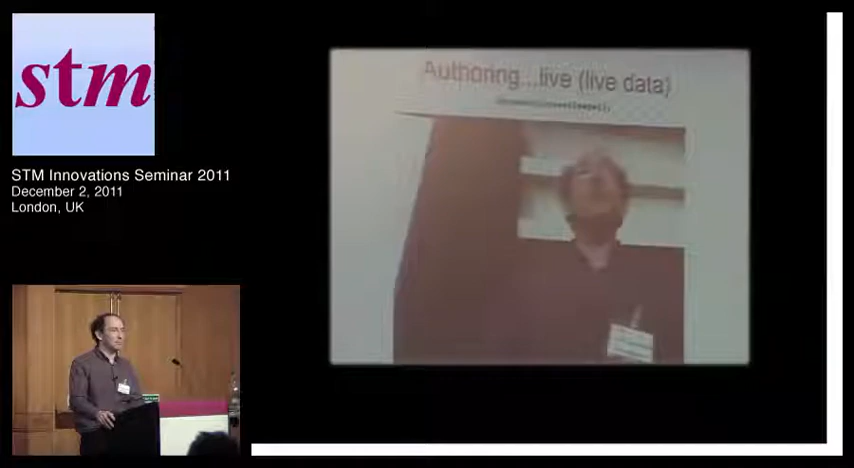 stm
STM Innovations Seminar 2011
December 2, 2011
London, UK
Authoring...live (live data)